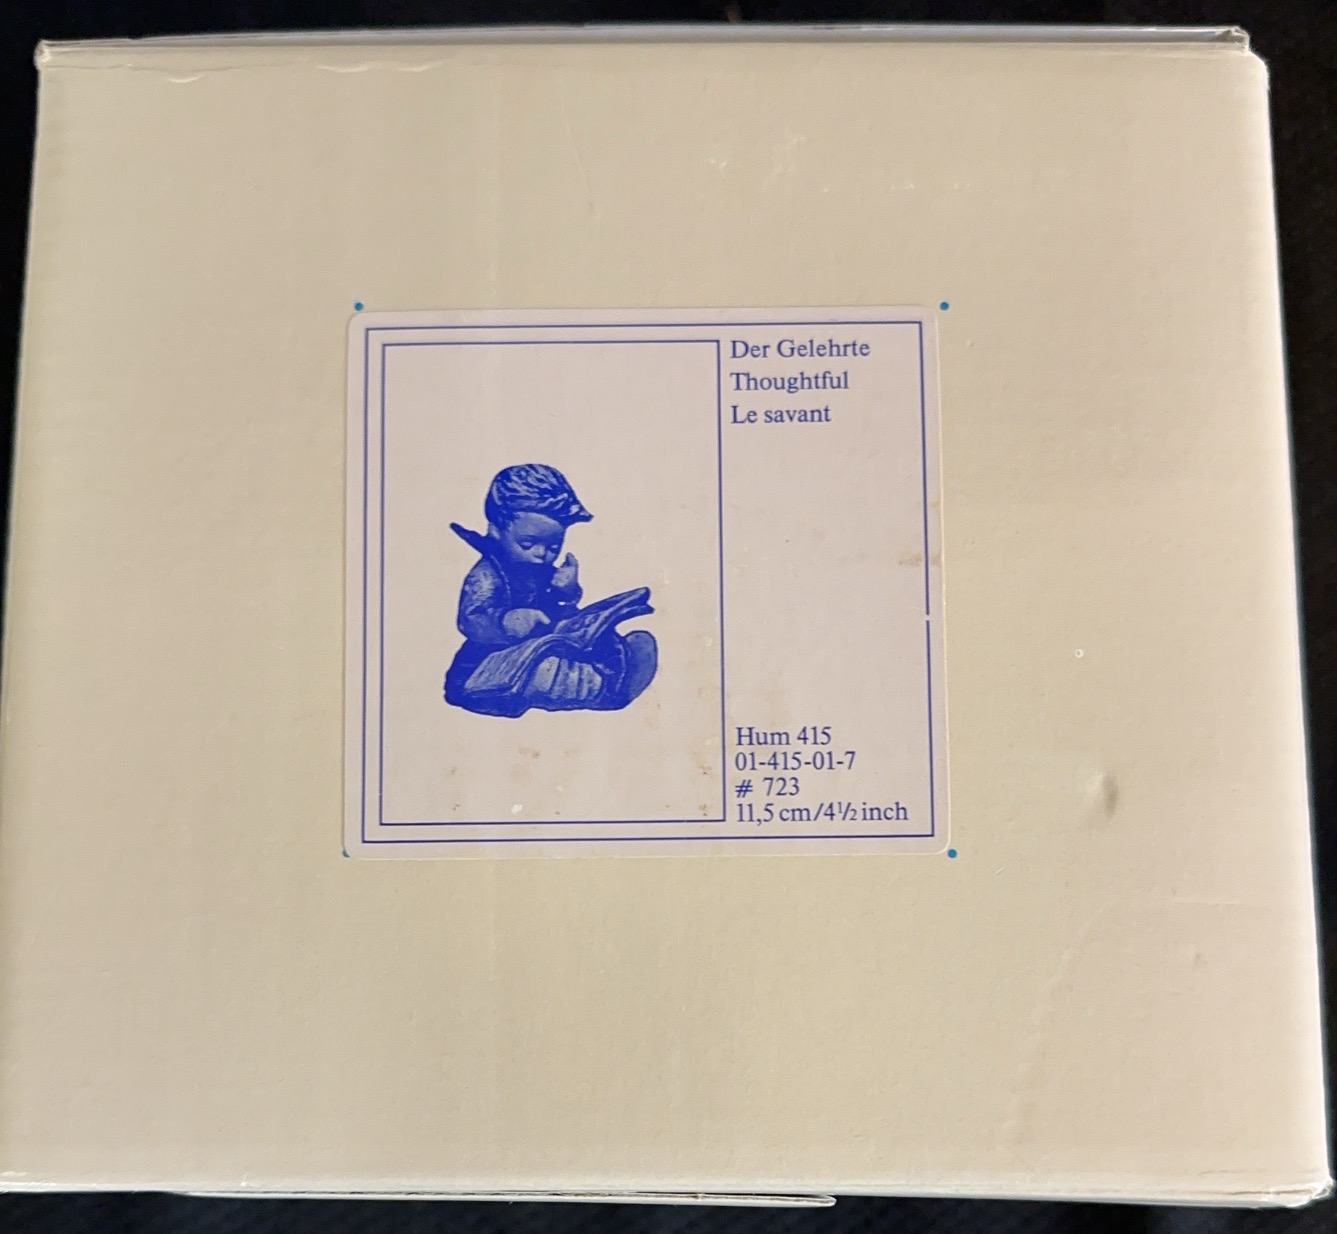 Der Gelehrte
Thoughtful
Le savant
Hum 415
01-415-01-7
# 723
11,5 cm/4½ inch